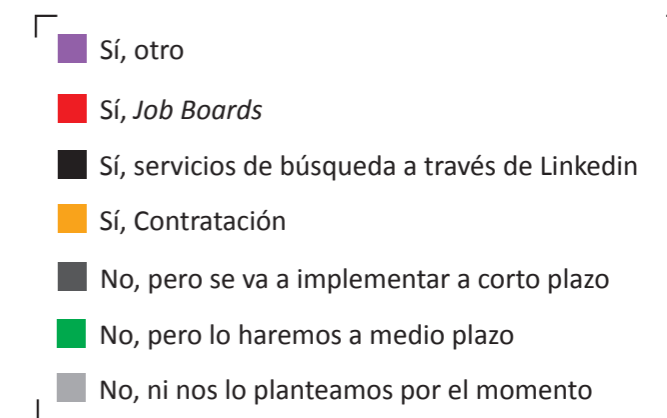 Sí, otro
Sí, Job Boards
Sí, servicios de búsqueda a través de Linkedin
Sí, Contratación
No, pero se va a implementar a corto plazo
No, pero lo haremos a medio plazo
No, ni nos lo planteamos por el momento